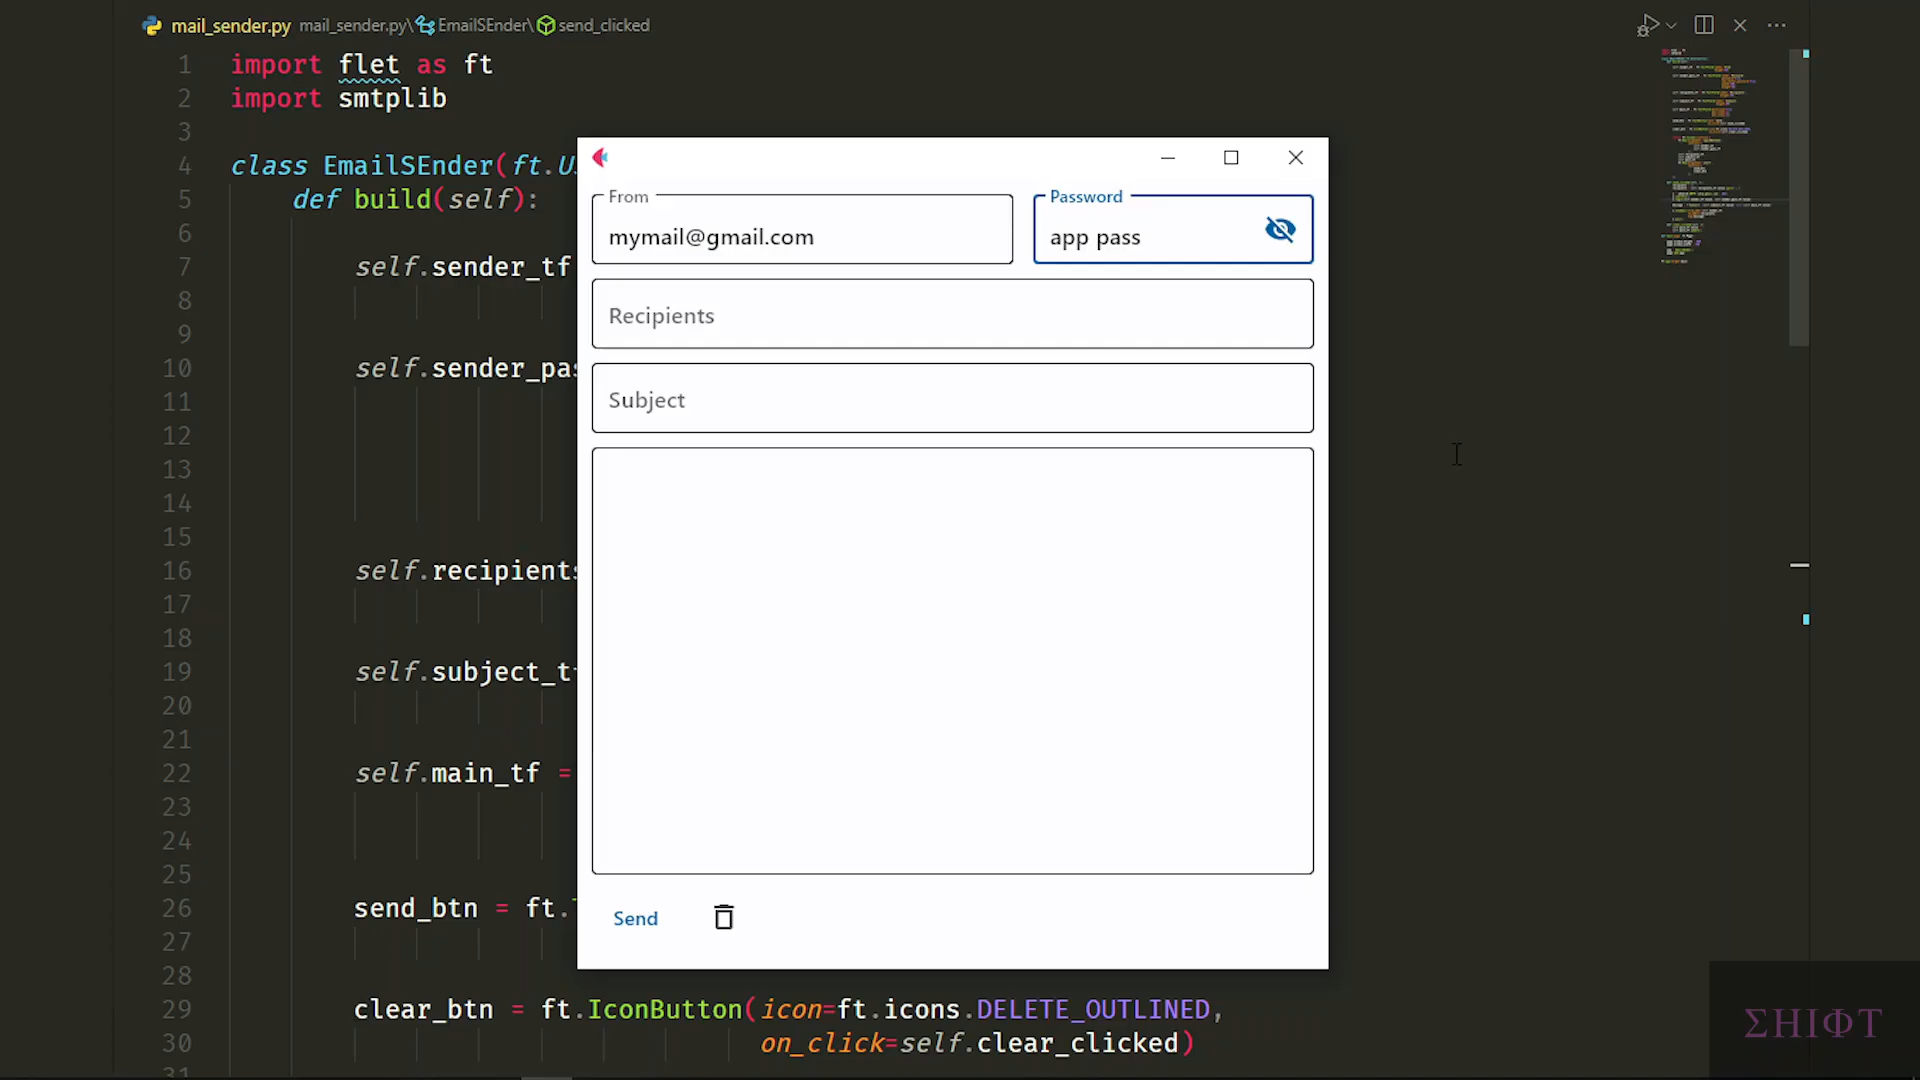 mail_sender.py mail_sender.py\EmailSEnder\send_clicked
1 import flet as ft
2 import smtplib
3
4 class EmailSEnder(ft.U
5 def build(self):
6
7 self.sender_tf
8
9
10 self.sender_pas
11
12
13
14
15
16 self.recipients
17
18
19 self.subject_t
20
21
22 self.main_tf =
23
24
25
26 send_btn = ft.
27
28
29 clear_btn = ft.IconButton(icon=ft.icons.DELETE_OUTLINED,
30 on_click=self.clear_clicked)
31
From
mymail@gmail.com
Password
app pass
Recipients
Subject
Send
ΣHIΦT